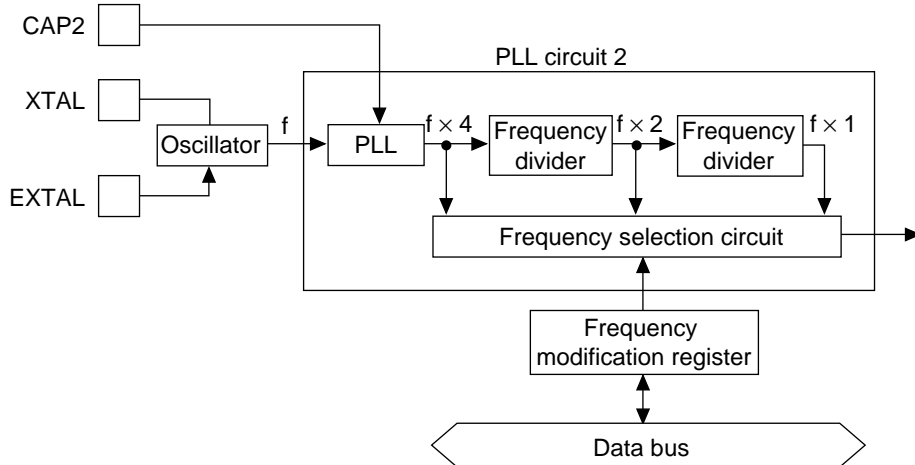 CAP2
PLL circuit 2
XTAL
Oscillator
f
PLL
f × 4
Frequency
divider
f × 2
Frequency
divider
f × 1
EXTAL
Frequency selection circuit
Frequency
modification register
Data bus